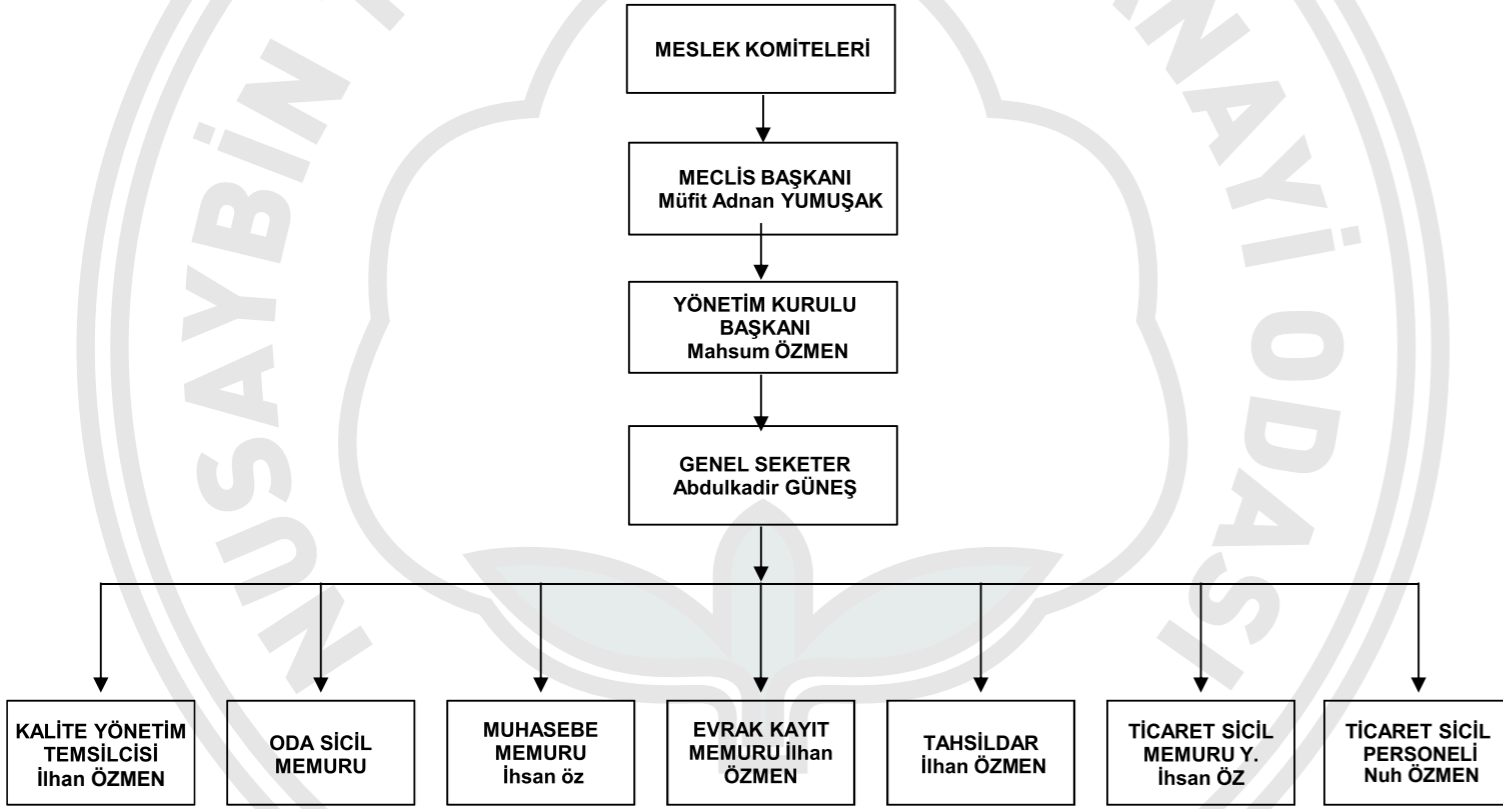 MESLEK KOMİTELERİ
MECLİS BAŞKANI
Müfit Adnan YUMUŞAK
YÖNETİM KURULU
BAŞKANI
Mahsum ÖZMEN
GENEL SEKETER
Abdulkadir GÜNEŞ
KALİTE YÖNETİM
TEMSİLCİSİ
İlhan ÖZMEN
ODA SİCİL
MEMURU
MUHASEBE
MEMURU
İhsan öz
EVRAK KAYIT
MEMURU İlhan
ÖZMEN
TAHSİLDAR
İlhan ÖZMEN
TİCARET SİCİL
MEMURU Y.
İhsan ÖZ
TİCARET SİCİL
PERSONELİ
Nuh ÖZMEN
NUSAYBİN
ODASI